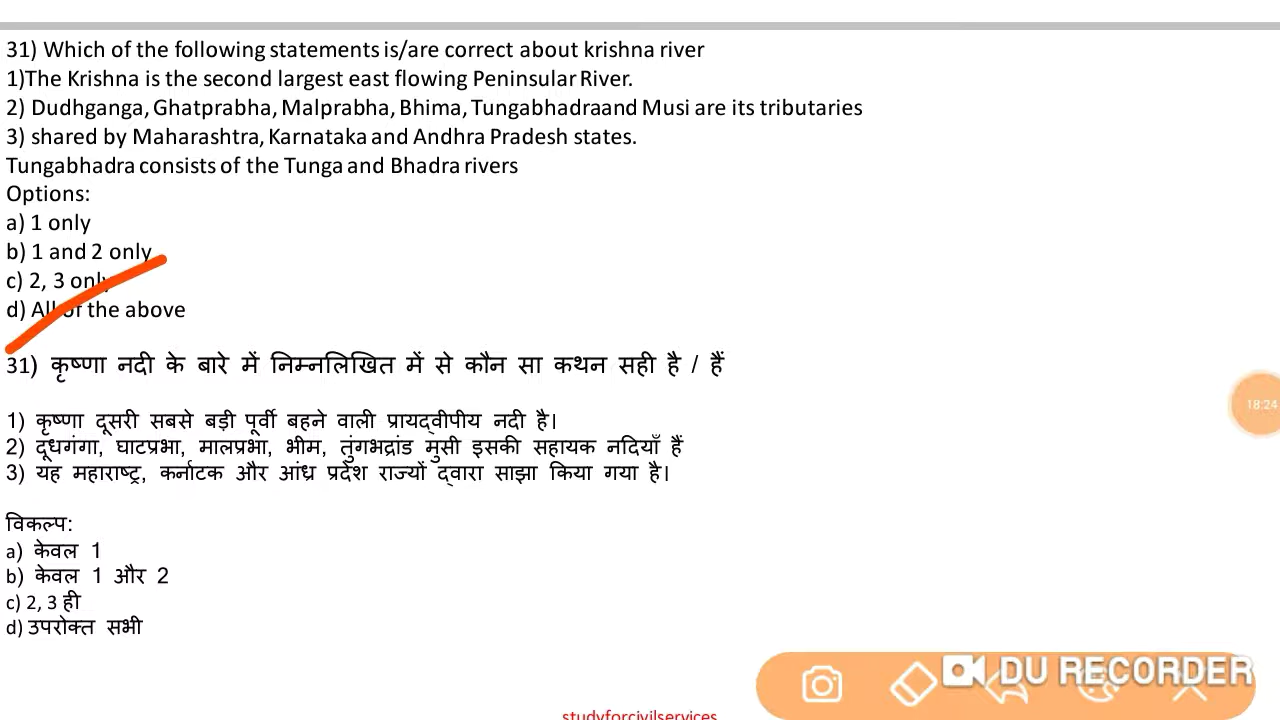 31) Which of the following statements is/are correct about krishna river
1)The Krishna is the second largest east flowing Peninsular River.
2) Dudhganga, Ghatprabha, Malprabha, Bhima, Tungabhadraand Musi are its tributaries
3) shared by Maharashtra, Karnataka and Andhra Pradesh states.
Tungabhadra consists of the Tunga and Bhadra rivers
Options:
a) 1 only
b) 1 and 2 only
c) 2, 3 only
d) All of the above
31) कृष्णा नदी के बारे में निम्नलिखित में से कौन सा कथन सही है / हैं
1) कृष्णा दूसरी सबसे बड़ी पूर्वी बहने वाली प्रायद्वीपीय नदी है।
2) दूधगंगा, घाटप्रभा, मालप्रभा, भीम, तुंगभद्रांड मुसी इसकी सहायक नदियाँ हैं
3) यह महाराष्ट्र, कर्नाटक और आंध्र प्रदेश राज्यों द्वारा साझा किया गया है।
विकल्प:
a) केवल 1
b) केवल 1 और 2
c) 2, 3 ही
d) उपरोक्त सभी
18:24
DU RECORDER
studyforcivilservices